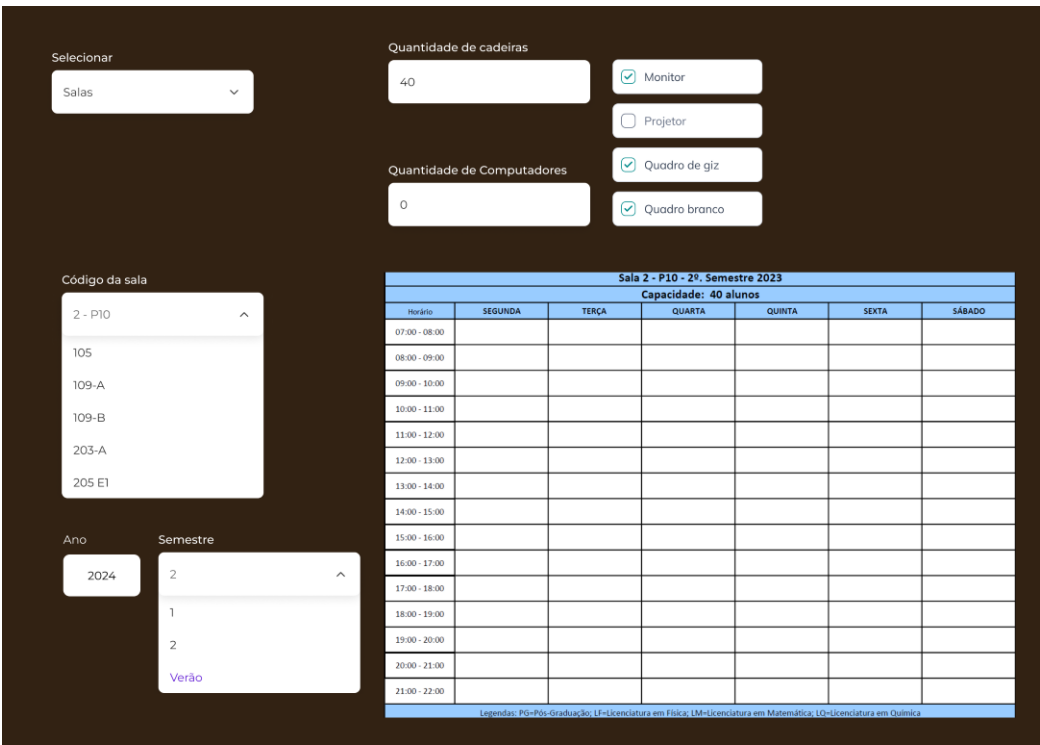 Selecionar
Salas
Quantidade de cadeiras
40
Quantidade de Computadores
0
Monitor
Projetor
Quadro de giz
Quadro branco
Código da sala
2 - P10
105
109-A
109-B
203-A
205 E1
Ano
2024
Semestre
2
1
2
Verão
Sala 2 - P10 - 2º. Semestre 2023
Capacidade: 40 alunos
Horário SEGUNDA TERÇA QUARTA QUINTA SEXTA SÁBADO
07:00 - 08:00
08:00 - 09:00
09:00 - 10:00
10:00 - 11:00
11:00 - 12:00
12:00 - 13:00
13:00 - 14:00
14:00 - 15:00
15:00 - 16:00
16:00 - 17:00
17:00 - 18:00
18:00 - 19:00
19:00 - 20:00
20:00 - 21:00
21:00 - 22:00
Legendas: PG=Pós-Graduação; LF=Licenciatura em Física; LM=Licenciatura em Matemática; LQ=Licenciatura em Química